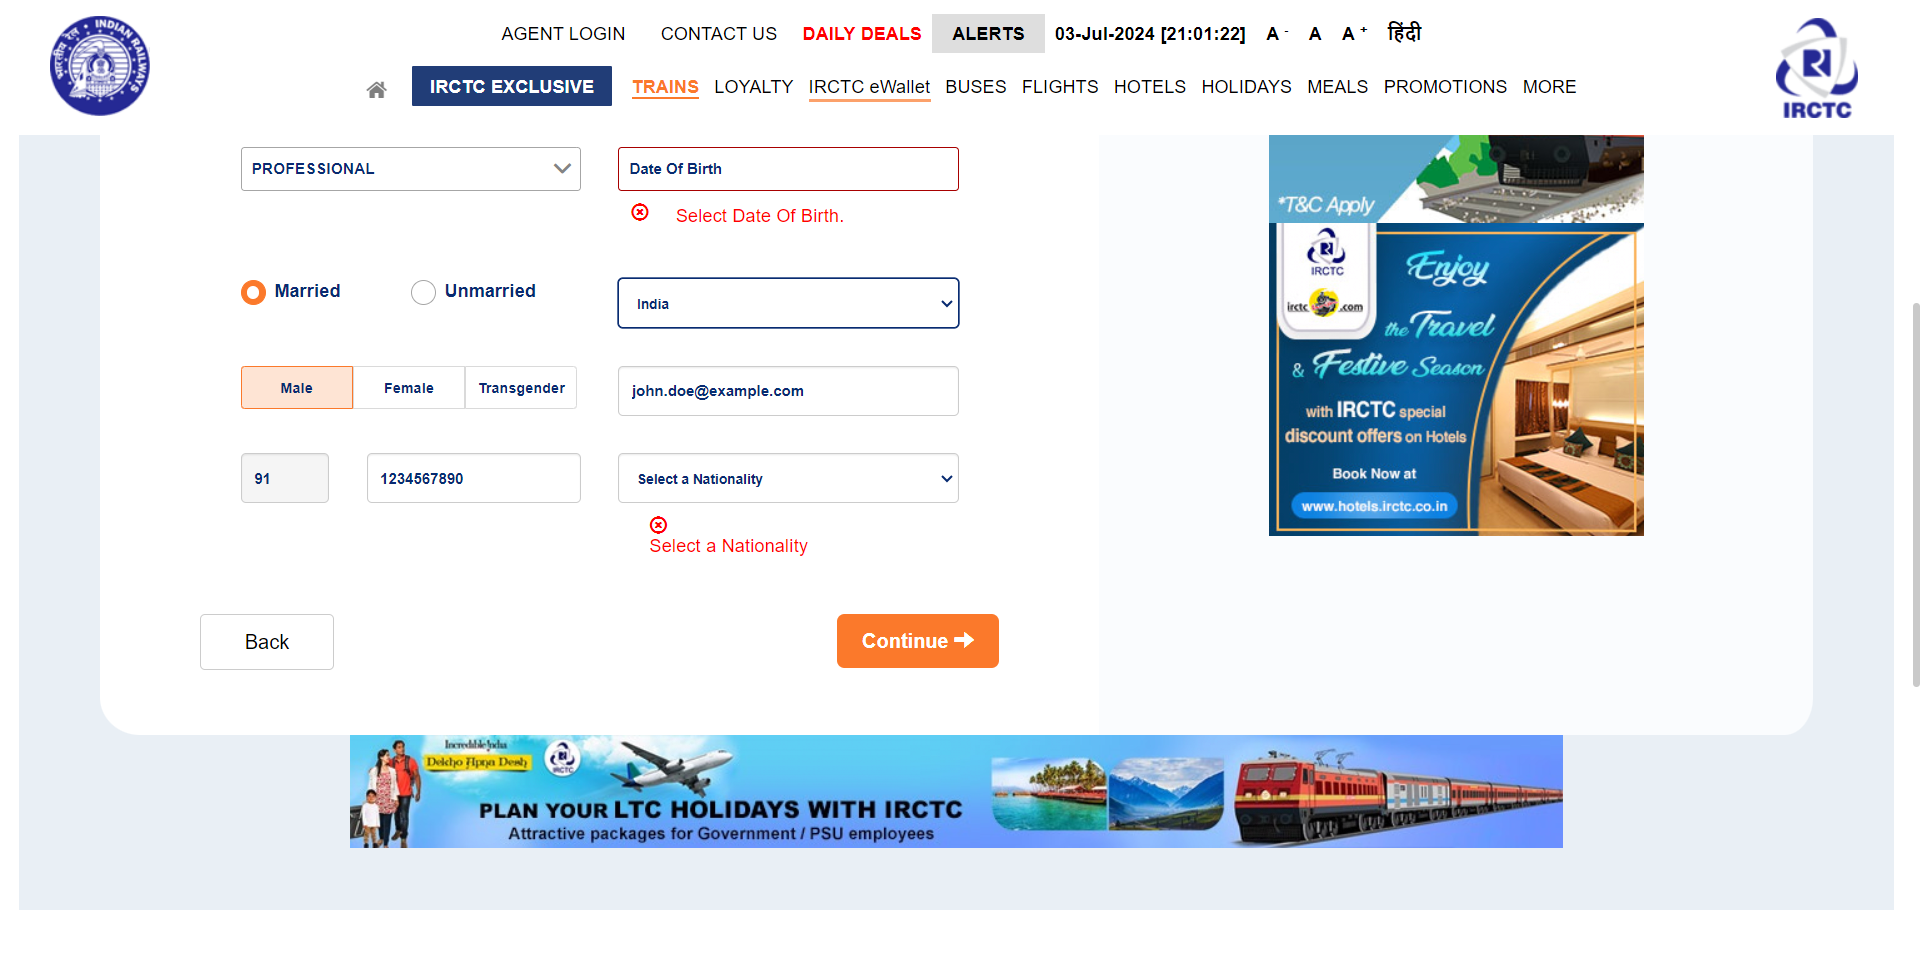 AGENT LOGIN CONTACT US DAILY DEALS ALERTS 03-Jul-2024 [21:01:22] A - A A + हिंदी
INDIAN RAILWAYS
भारतीय रेल
IRCTC EXCLUSIVE TRAINS LOYALTY IRCTC eWallet BUSES FLIGHTS HOTELS HOLIDAYS MEALS PROMOTIONS MORE
IRCTC
PROFESSIONAL Date Of Birth
Select Date Of Birth.
Married Unmarried India
Male Female Transgender john.doe@example.com
91 1234567890 Select a Nationality
Select a Nationality
Back Continue
*T&C Apply
IRCTC
irctc .com
Enjoy
the Travel
& Festive Season
with IRCTC special
discount offers on Hotels
Book Now at
www.hotels.irctc.co.in
Incredible India
Dekho Apna Desh
IRCTC
PLAN YOUR LTC HOLIDAYS WITH IRCTC
Attractive packages for Government / PSU employees